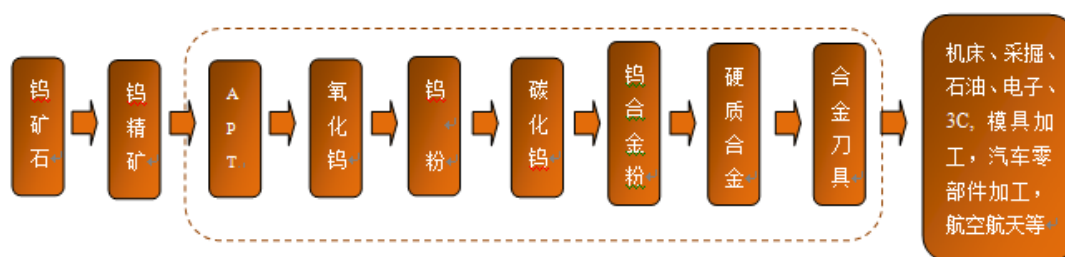 钨矿石
钨精矿
APT
氧化钨
钨粉
碳化钨
钨合金粉
硬质合金
合金刀具
机床、采掘、
石油、电子、
3C, 模具加
工，汽车零
部件加工，
航空航天等